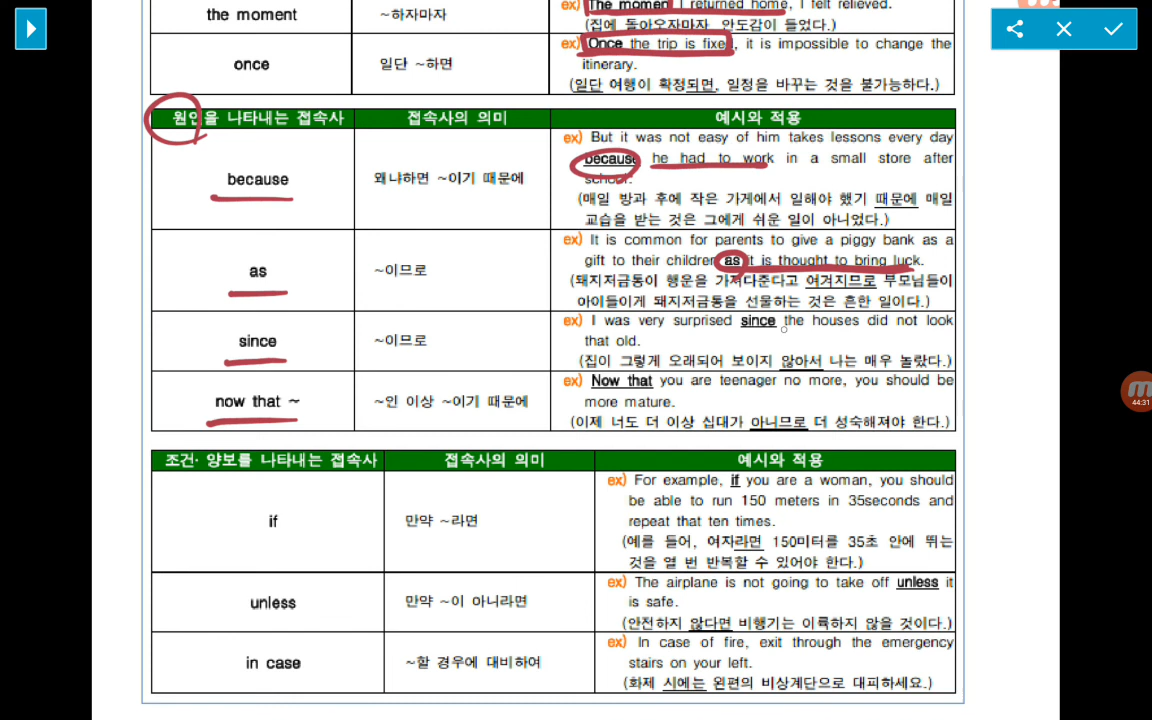 the moment
~하자마자
ex) The moment I returned home, I felt relieved.
(집에 돌아오자마자 안도감이 들었다.)
once
일단 ~하면
ex) Once the trip is fixed, it is impossible to change the
itinerary.
(일단 여행이 확정되면, 일정을 바꾸는 것을 불가능하다.)
원인을 나타내는 접속사
접속사의 의미
예시와 적용
because
왜냐하면 ~이기 때문에
ex) But it was not easy of him takes lessons every day
because he had to work in a small store after
school.
(매일 방과 후에 작은 가게에서 일해야 했기 때문에 매일
교습을 받는 것은 그에게 쉬운 일이 아니었다.)
as
~이므로
ex) It is common for parents to give a piggy bank as a
gift to their children as it is thought to bring luck.
(돼지저금통이 행운을 가져다준다고 여겨지므로 부모님들이
아이들이게 돼지저금통을 선물하는 것은 흔한 일이다.)
since
~이므로
ex) I was very surprised since the houses did not look
that old.
(집이 그렇게 오래되어 보이지 않아서 나는 매우 놀랐다.)
now that ~
~인 이상 ~이기 때문에
ex) Now that you are teenager no more, you should be
more mature.
(이제 너도 더 이상 십대가 아니므로 더 성숙해져야 한다.)
조건· 양보를 나타내는 접속사
접속사의 의미
예시와 적용
if
만약 ~라면
ex) For example, if you are a woman, you should
be able to run 150 meters in 35seconds and
repeat that ten times.
(예를 들어, 여자라면 150미터를 35초 안에 뛰는
것을 열 번 반복할 수 있어야 한다.)
unless
만약 ~이 아니라면
ex) The airplane is not going to take off unless it
is safe.
(안전하지 않다면 비행기는 이륙하지 않을 것이다.)
in case
~할 경우에 대비하여
ex) In case of fire, exit through the emergency
stairs on your left.
(화제 시에는 왼편의 비상계단으로 대피하세요.)
44:31